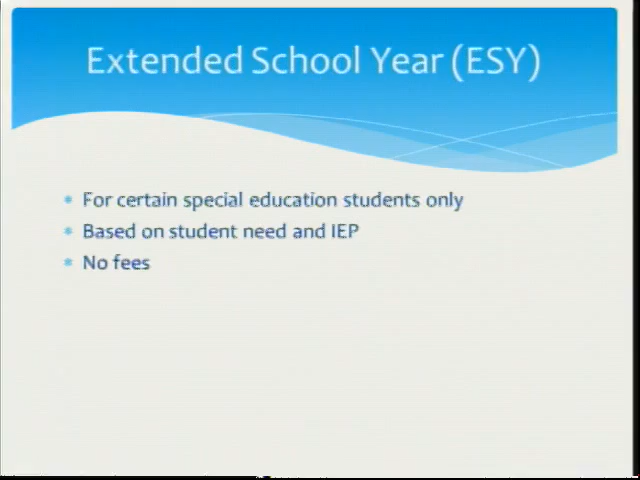 Extended School Year (ESY)
For certain special education students only
Based on student need and IEP
No fees